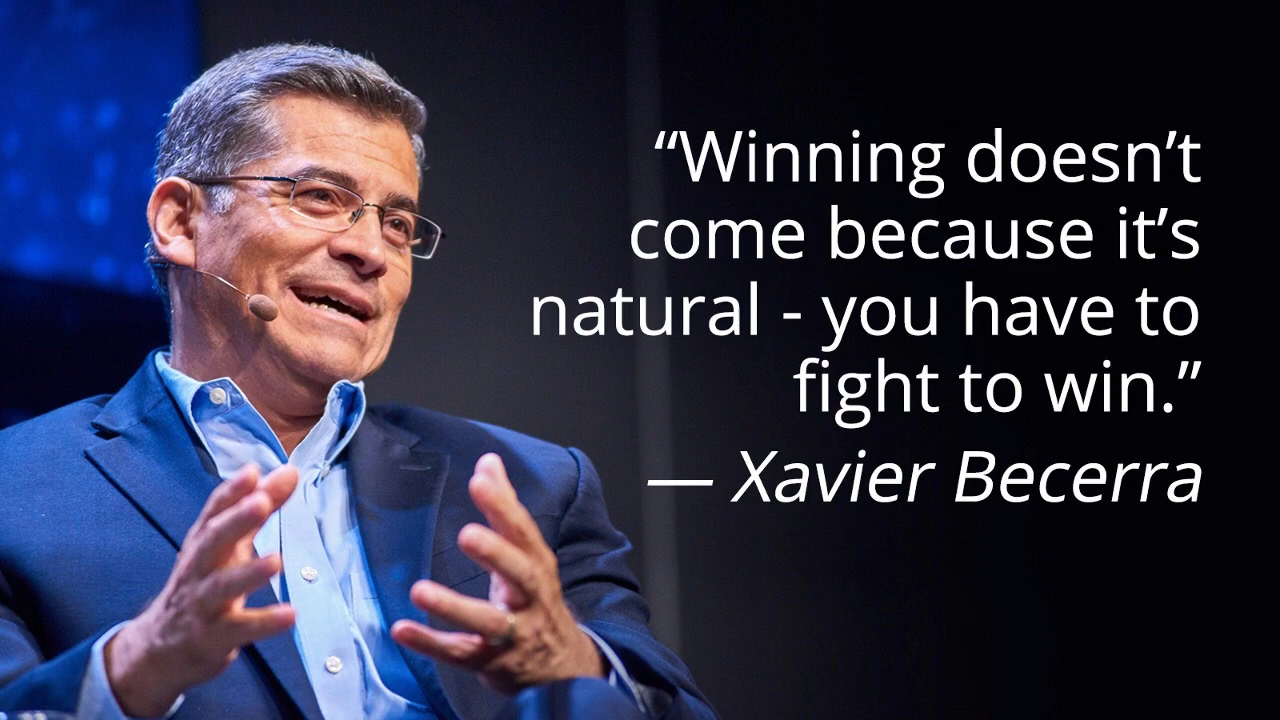 “Winning doesn’t
come because it’s
natural - you have to
fight to win.”
— Xavier Becerra